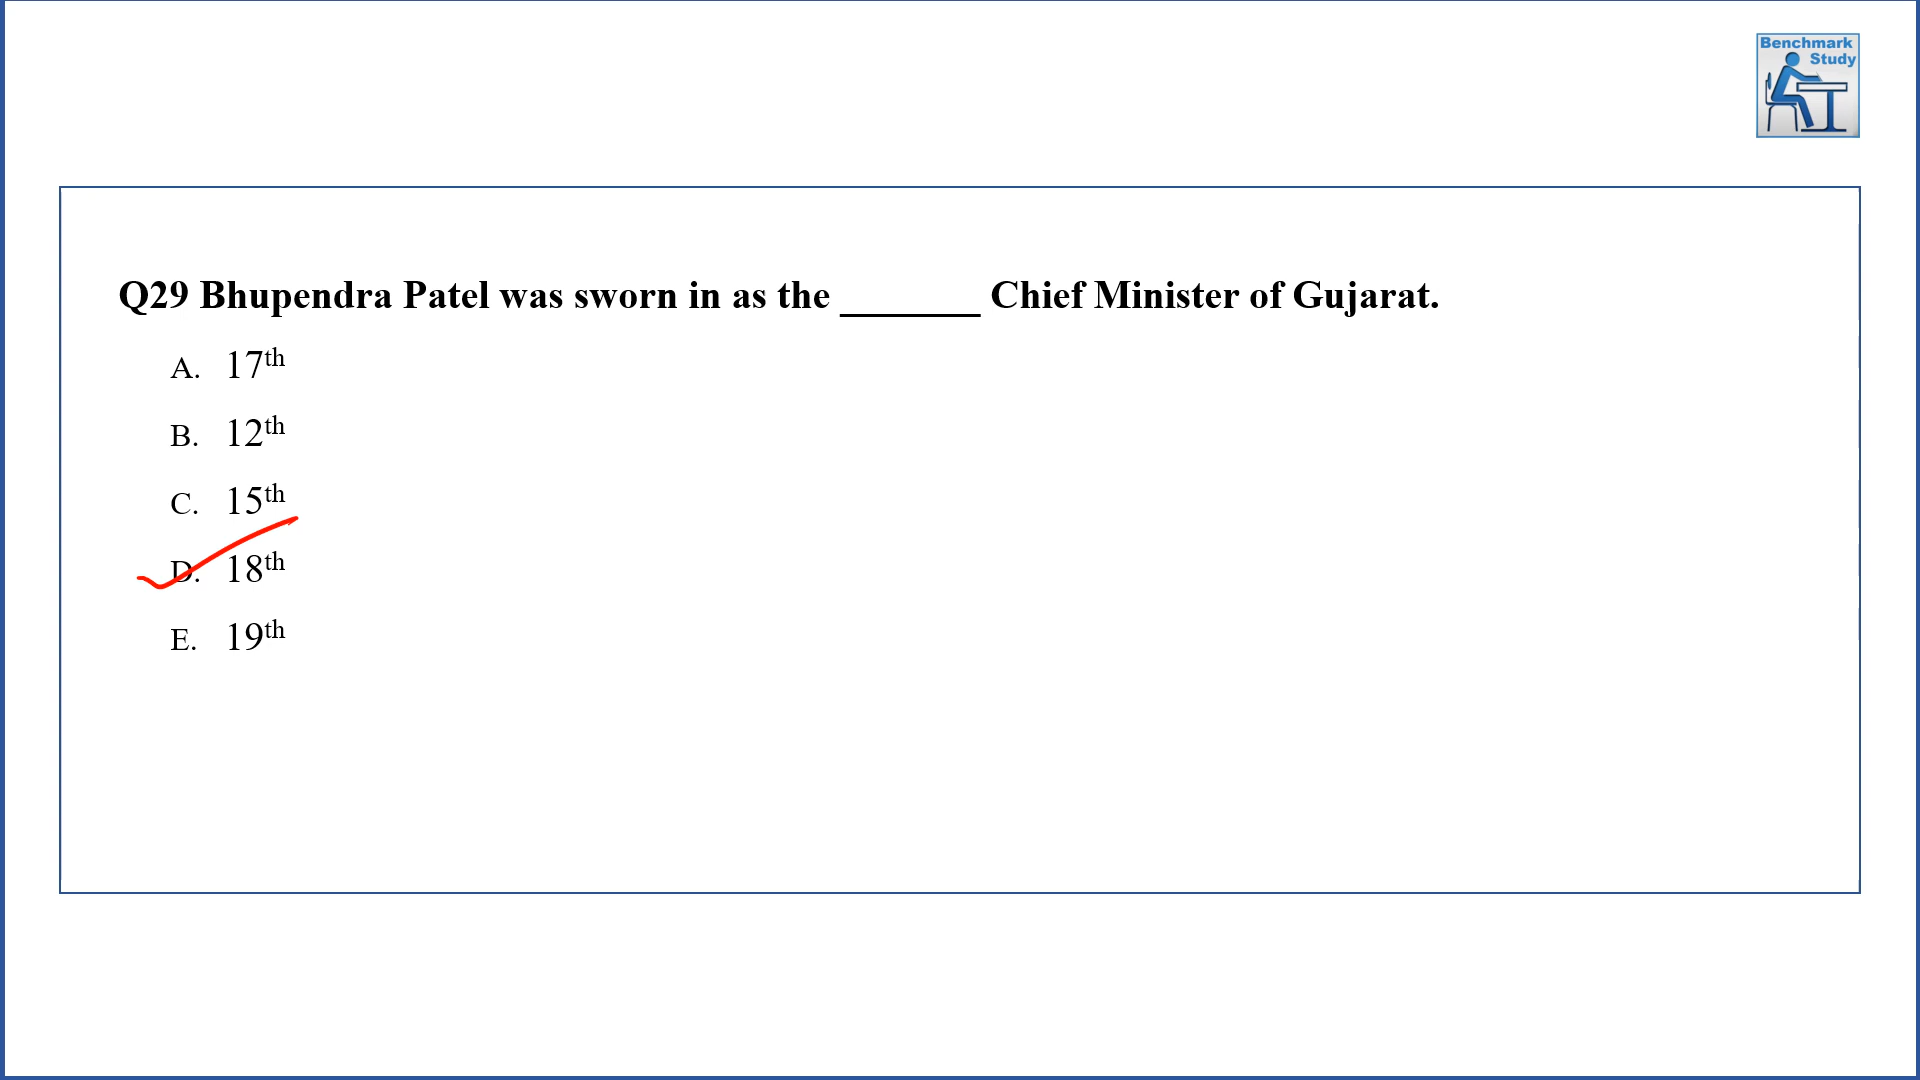 Benchmark
Study
Q29 Bhupendra Patel was sworn in as the _______ Chief Minister of Gujarat.
A. 17th
B. 12th
C. 15th
D. 18th
E. 19th